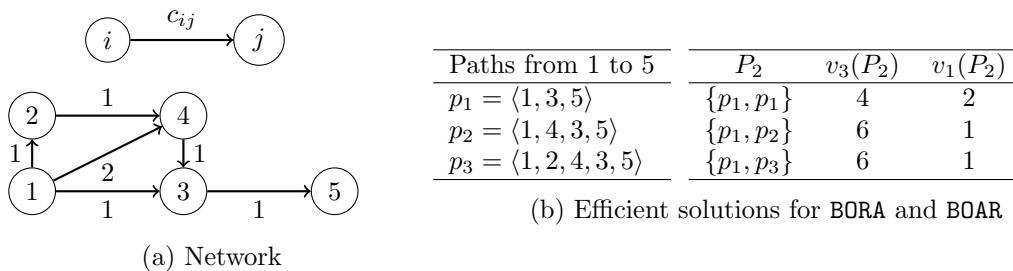 i c_{ij} j
2 1 4
1 2 1
1 1 3 1 5
(a) Network
Paths from 1 to 5
p_1 = ⟨1, 3, 5⟩
p_2 = ⟨1, 4, 3, 5⟩
p_3 = ⟨1, 2, 4, 3, 5⟩
P_2 v_3(P_2) v_1(P_2)
{p_1, p_1} 4 2
{p_1, p_2} 6 1
{p_1, p_3} 6 1
(b) Efficient solutions for BORA and BOAR